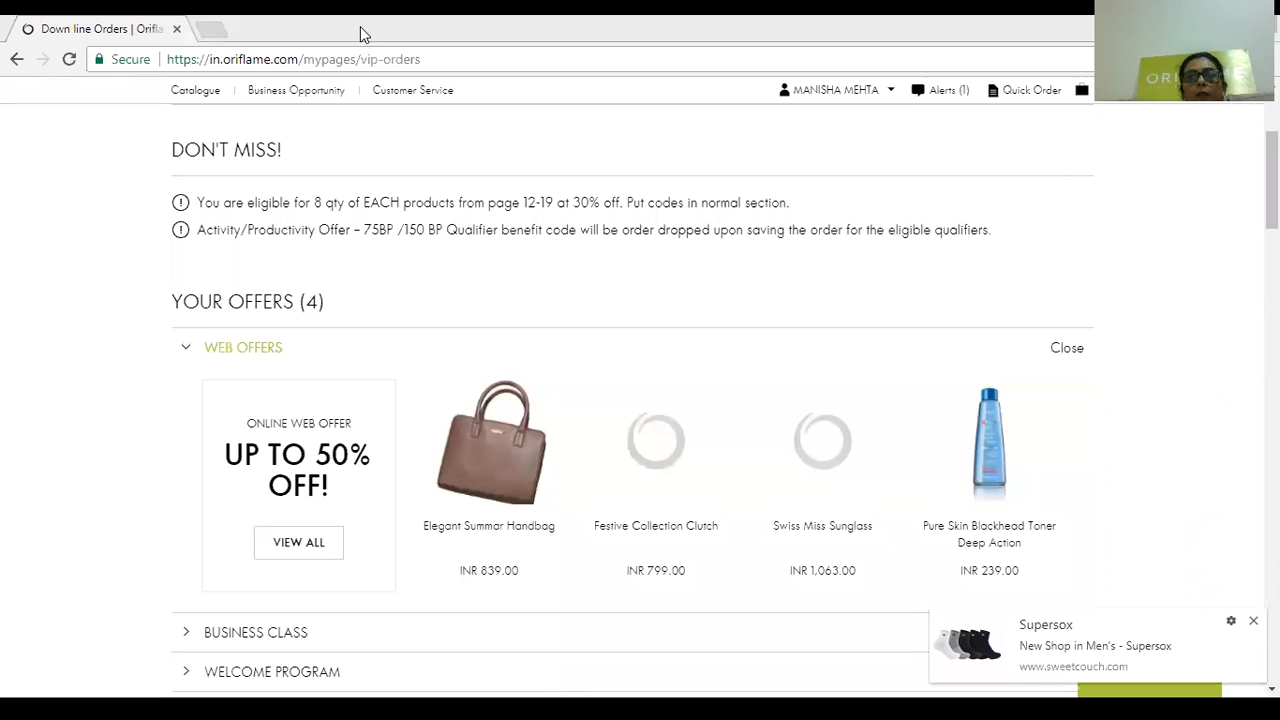 Down line Orders | Orifla
Secure https://in.oriflame.com/mypages/vip-orders
Catalogue Business Opportunity Customer Service MANISHA MEHTA Alerts (1) Quick Order
DON'T MISS!
You are eligible for 8 qty of EACH products from page 12-19 at 30% off. Put codes in normal section.
Activity/Productivity Offer – 75BP /150 BP Qualifier benefit code will be order dropped upon saving the order for the eligible qualifiers.
YOUR OFFERS (4)
WEB OFFERS Close
ONLINE WEB OFFER
UP TO 50%
OFF!
VIEW ALL
Elegant Summar Handbag
INR 839.00
Festive Collection Clutch
INR 799.00
Swiss Miss Sunglass
INR 1,063.00
Pure Skin Blackhead Toner
Deep Action
INR 239.00
BUSINESS CLASS
WELCOME PROGRAM
Supersox
New Shop in Men's - Supersox
www.sweetcouch.com